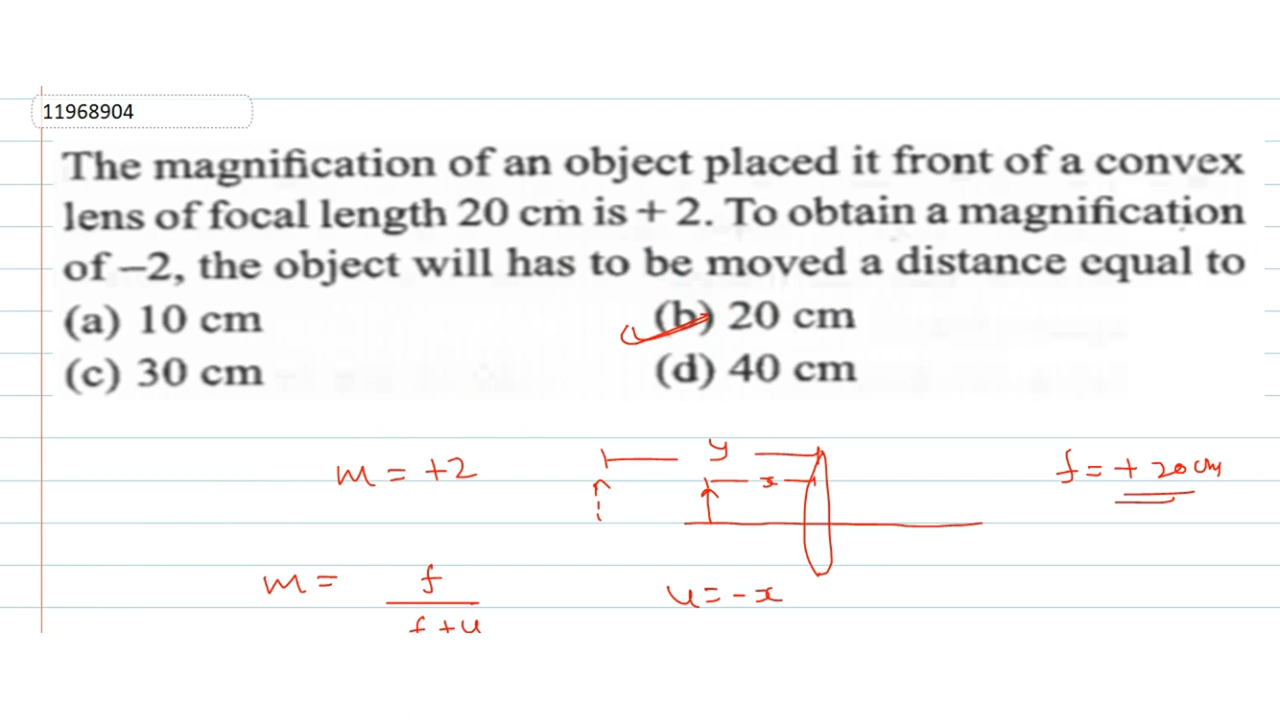 11968904
The magnification of an object placed it front of a convex
lens of focal length 20 cm is + 2. To obtain a magnification
of –2, the object will has to be moved a distance equal to
(a) 10 cm (b) 20 cm
(c) 30 cm (d) 40 cm
m = +2
y
x
f = + 20 cm
m = f
f + u
u = - x